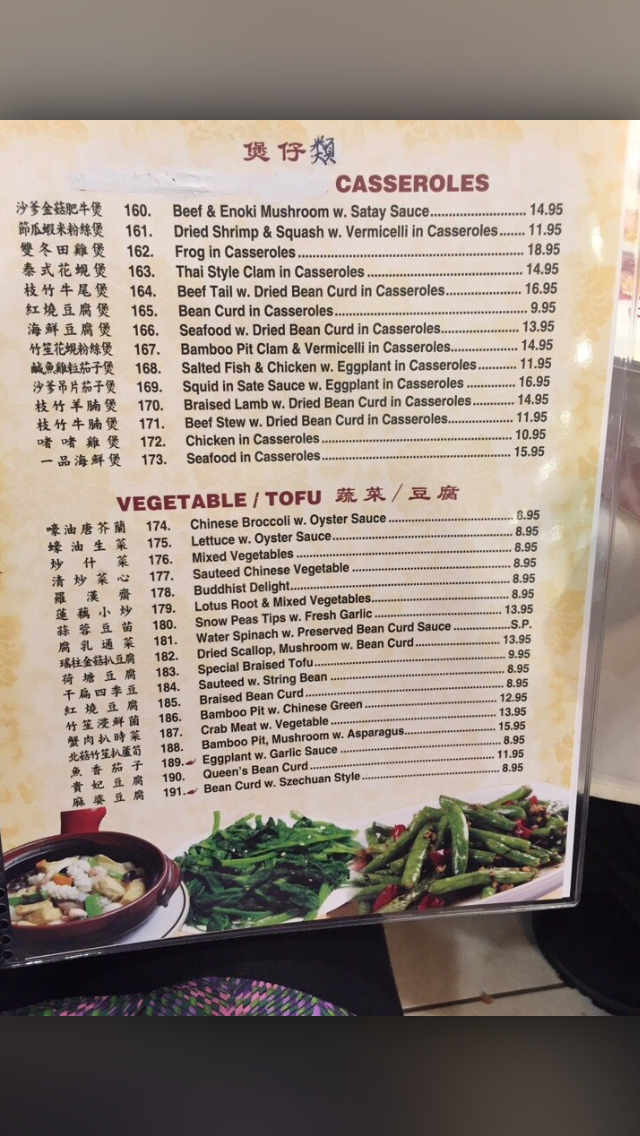 煲仔類
CASSEROLES
沙爹金菇肥牛煲 160. Beef & Enoki Mushroom w. Satay Sauce 14.95
節瓜蝦米粉絲煲 161. Dried Shrimp & Squash w. Vermicelli in Casseroles 11.95
雙冬田雞煲 162. Frog in Casseroles 18.95
泰式花蜆煲 163. Thai Style Clam in Casseroles 14.95
枝竹牛尾煲 164. Beef Tail w. Dried Bean Curd in Casseroles 16.95
紅燒豆腐煲 165. Bean Curd in Casseroles 9.95
海鮮豆腐煲 166. Seafood w. Dried Bean Curd in Casseroles 13.95
竹笙花蜆粉絲煲 167. Bamboo Pit Clam & Vermicelli in Casseroles 14.95
鹹魚雞粒茄子煲 168. Salted Fish & Chicken w. Eggplant in Casseroles 11.95
沙爹吊片茄子煲 169. Squid in Sate Sauce w. Eggplant in Casseroles 16.95
枝竹羊腩煲 170. Braised Lamb w. Dried Bean Curd in Casseroles 14.95
枝竹牛腩煲 171. Beef Stew w. Dried Bean Curd in Casseroles 11.95
啫啫雞煲 172. Chicken in Casseroles 10.95
一品海鮮煲 173. Seafood in Casseroles 15.95
VEGETABLE / TOFU 蔬菜/豆腐
嚎油唐芥蘭 174. Chinese Broccoli w. Oyster Sauce 8.95
蠔油生菜 175. Lettuce w. Oyster Sauce 8.95
炒什菜 176. Mixed Vegetables 8.95
清炒菜心 177. Sauteed Chinese Vegetable 8.95
羅漢齋 178. Buddhist Delight 8.95
蓮藕小炒 179. Lotus Root & Mixed Vegetables 8.95
蒜蓉豆苗 180. Snow Peas Tips w. Fresh Garlic 13.95
腐乳通菜 181. Water Spinach w. Preserved Bean Curd Sauce S.P.
瑤柱金菇扒豆腐 182. Dried Scallop, Mushroom w. Bean Curd 13.95
荷塘豆腐 183. Special Braised Tofu 9.95
干扁四季豆 184. Sauteed w. String Bean 8.95
紅燒豆腐 185. Braised Bean Curd 8.95
竹笙浸鮮菌 186. Bamboo Pit w. Chinese Green 12.95
蟹肉扒時菜 187. Crab Meat w. Vegetable 13.95
北菇竹笙扒蘆筍 188. Bamboo Pit, Mushroom w. Asparagus 15.95
魚香茄子 189. Eggplant w. Garlic Sauce 8.95
貴妃豆腐 190. Queen's Bean Curd 11.95
麻婆豆腐 191. Bean Curd w. Szechuan Style 8.95